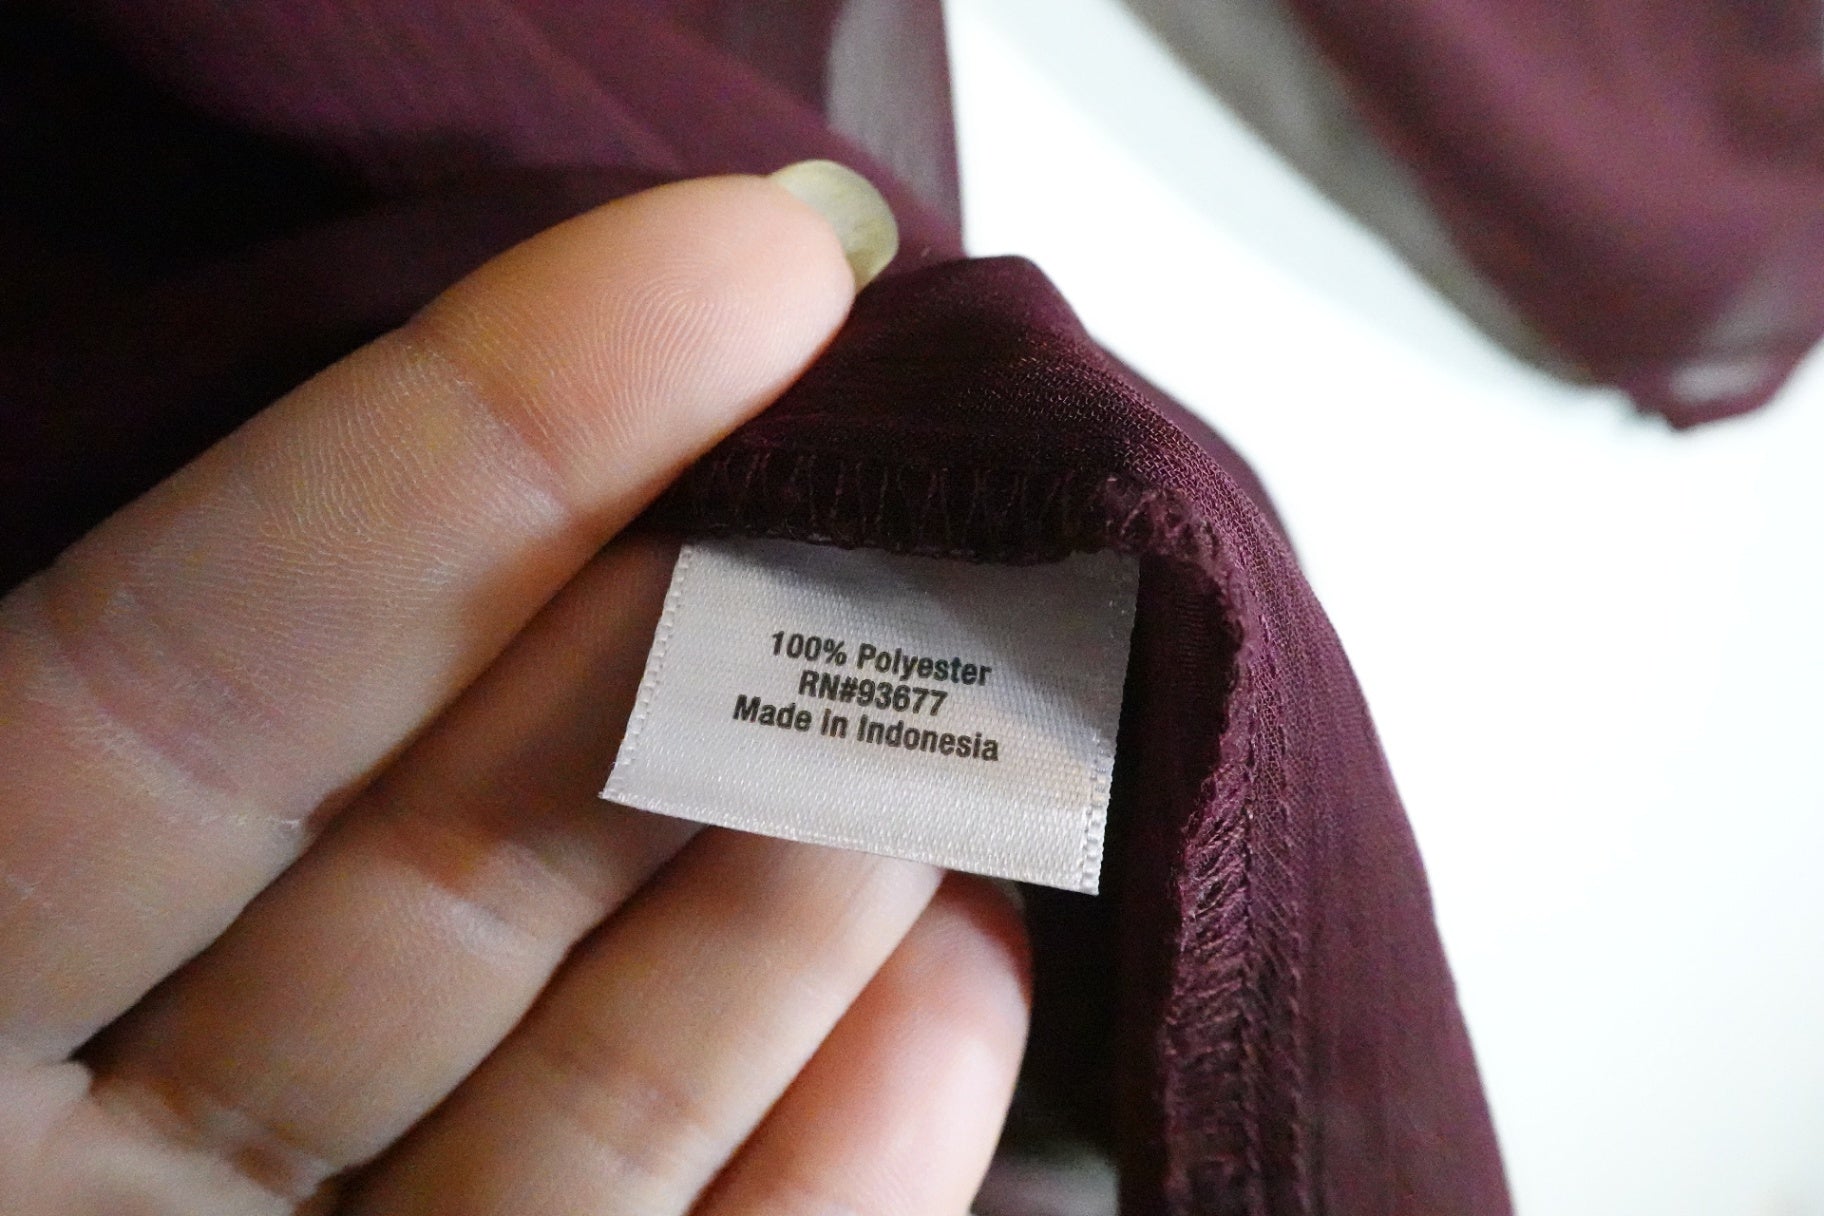 100% Polyester
RN#93677
Made in Indonesia